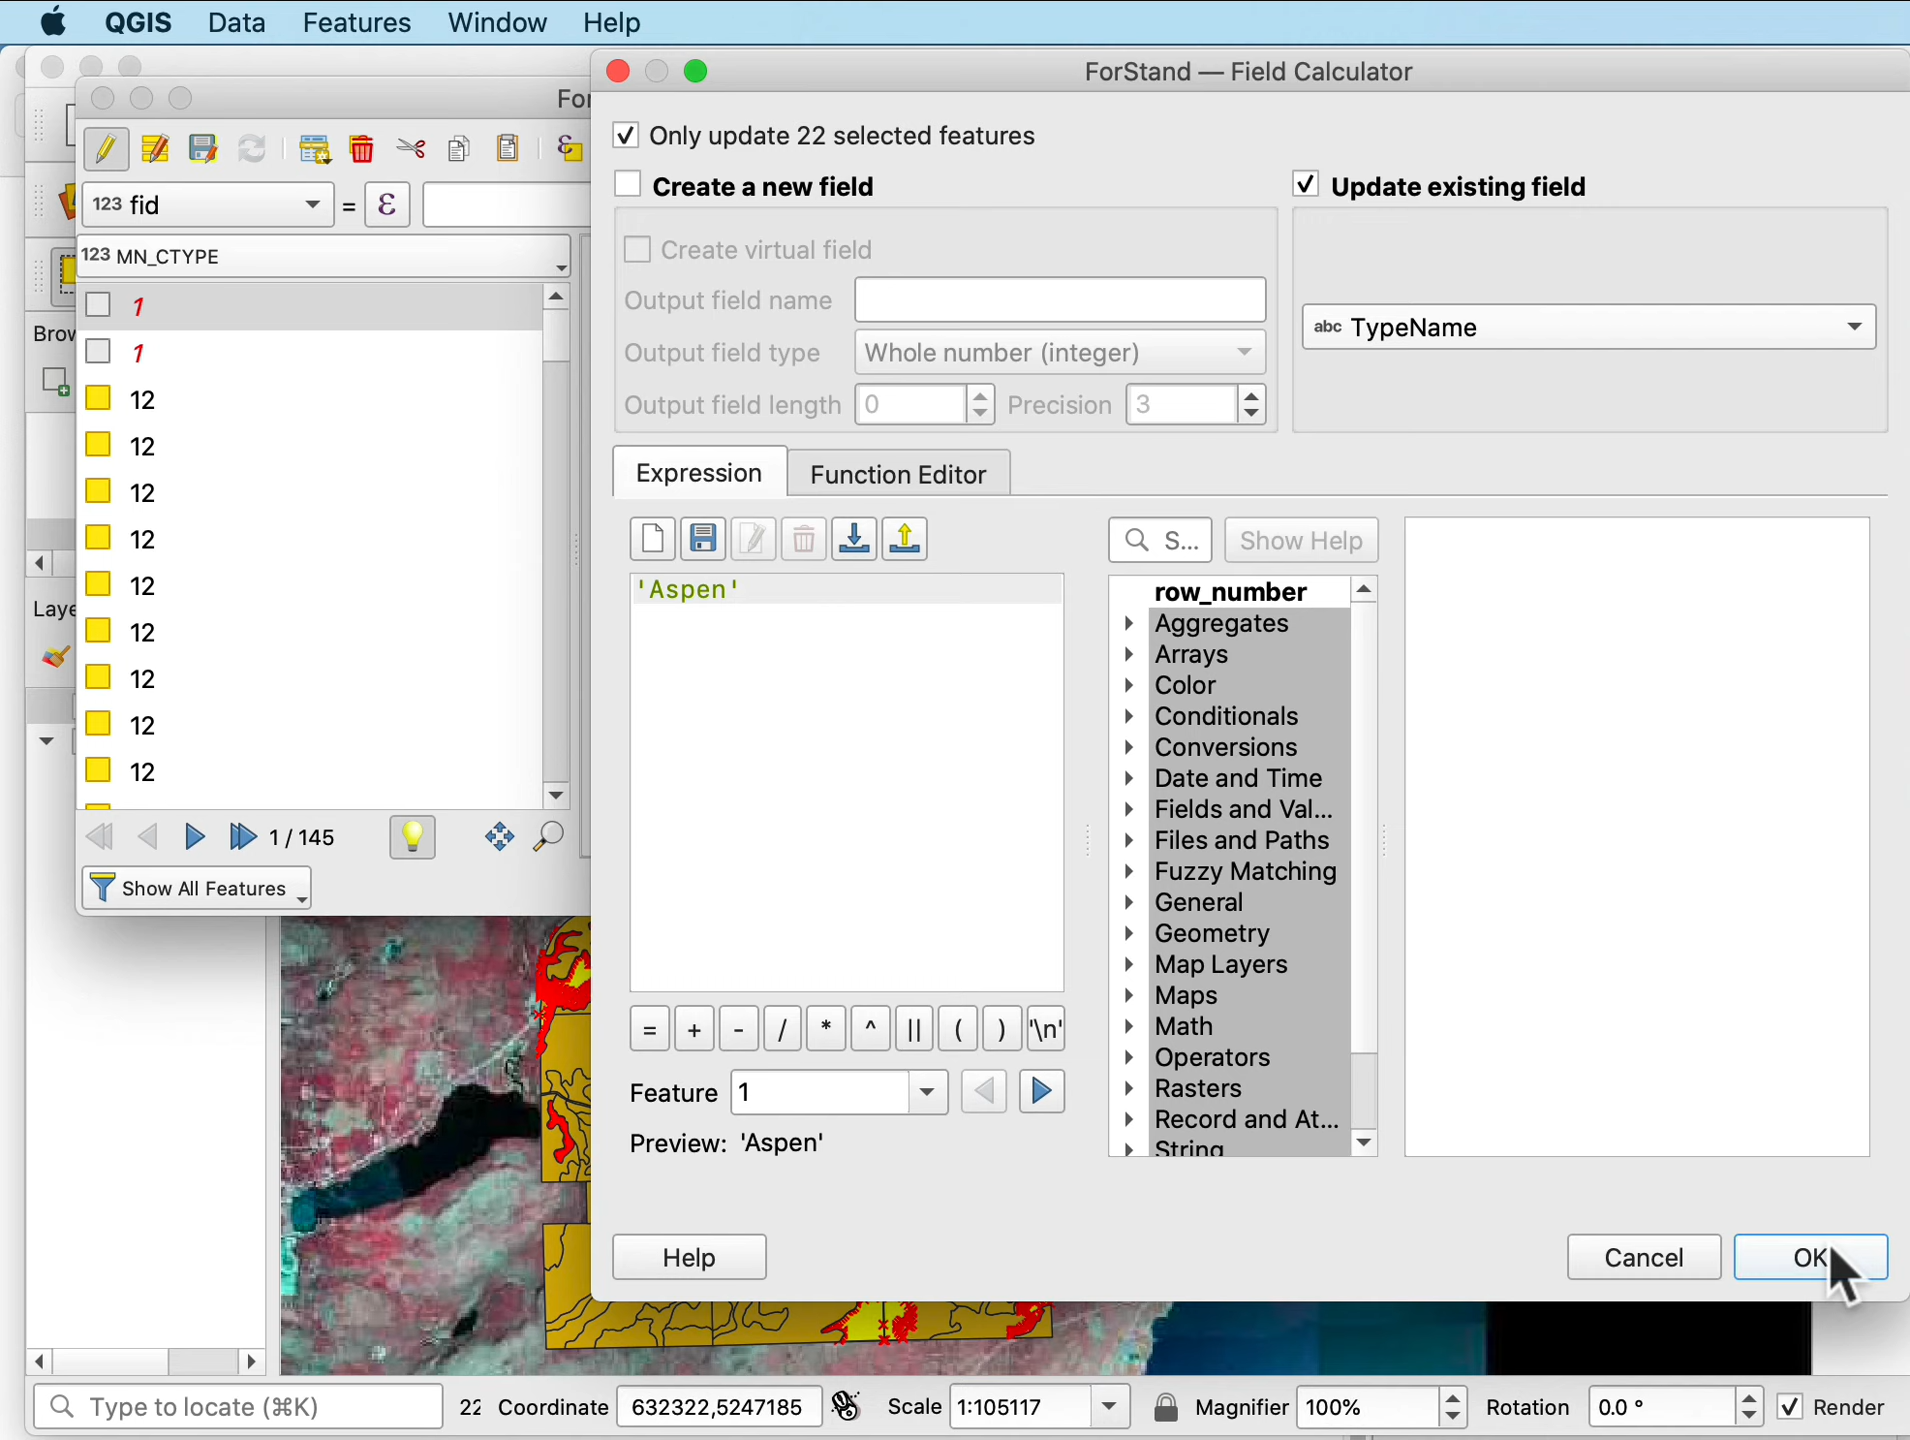 QGIS Data Features Window Help
ForStand — Field Calculator
For
Only update 22 selected features
123 fid
=
ε
Create a new field
Update existing field
123 MN_CTYPE
Create virtual field
1
Output field name
Brow
abc TypeName
1
Output field type
Whole number (integer)
12
Output field length
0
Precision
3
12
Expression
Function Editor
12
12
S...
Show Help
12
'Aspen'
row_number
Laye
Aggregates
12
Arrays
12
Color
12
Conditionals
Conversions
12
Date and Time
Fields and Val...
1 / 145
Files and Paths
Show All Features
Fuzzy Matching
General
Geometry
Map Layers
Maps
= + - / * ^ || ( ) '\n'
Math
Operators
Feature
1
Rasters
Record and At...
Preview: 'Aspen'
String
Help
Cancel
OK
Type to locate (⌘K)
22
Coordinate
632322,5247185
Scale
1:105117
Magnifier
100%
Rotation
0.0 °
Render